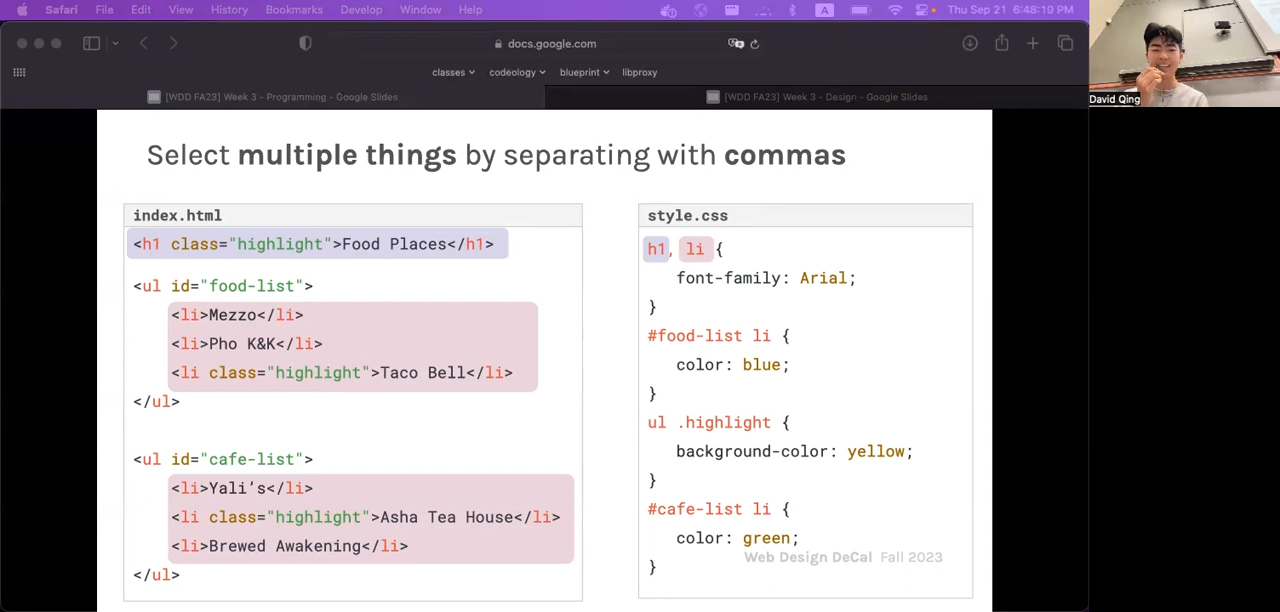 Safari File Edit View History Bookmarks Develop Window Help A Thu Sep 21 6:48:10 PM
docs.google.com
classes codeology blueprint libproxy
[WDD FA23] Week 3 - Programming - Google Slides [WDD FA23] Week 3 - Design - Google Slides
David Qing
Select multiple things by separating with commas
index.html
<h1 class="highlight">Food Places</h1>
<ul id="food-list">
<li>Mezzo</li>
<li>Pho K&K</li>
<li class="highlight">Taco Bell</li>
</ul>
<ul id="cafe-list">
<li>Yali's</li>
<li class="highlight">Asha Tea House</li>
<li>Brewed Awakening</li>
</ul>
style.css
h1, li {
font-family: Arial;
}
#food-list li {
color: blue;
}
ul .highlight {
background-color: yellow;
}
#cafe-list li {
color: green;
}
Web Design DeCal Fall 2023